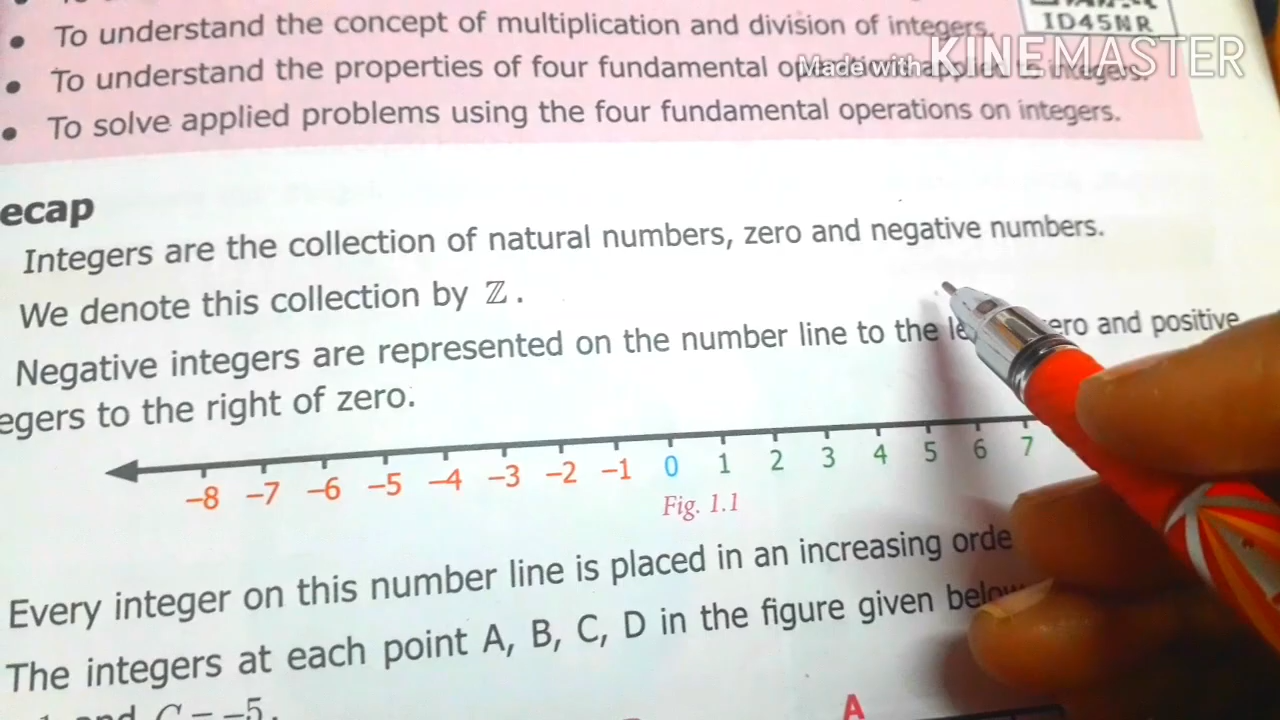 ID45NR
• To understand the concept of multiplication and division of integers.
• To understand the properties of four fundamental
Made with KINEMASTER
• To solve applied problems using the four fundamental operations on integers.
ecap
Integers are the collection of natural numbers, zero and negative numbers.
We denote this collection by ℤ.
Negative integers are represented on the number line to the zero and positive
egers to the right of zero.
–8 –7 –6 –5 –4 –3 –2 –1 0 1 2 3 4 5 6 7
Fig. 1.1
Every integer on this number line is placed in an increasing orde
The integers at each point A, B, C, D in the figure given below
and C = –5.
A